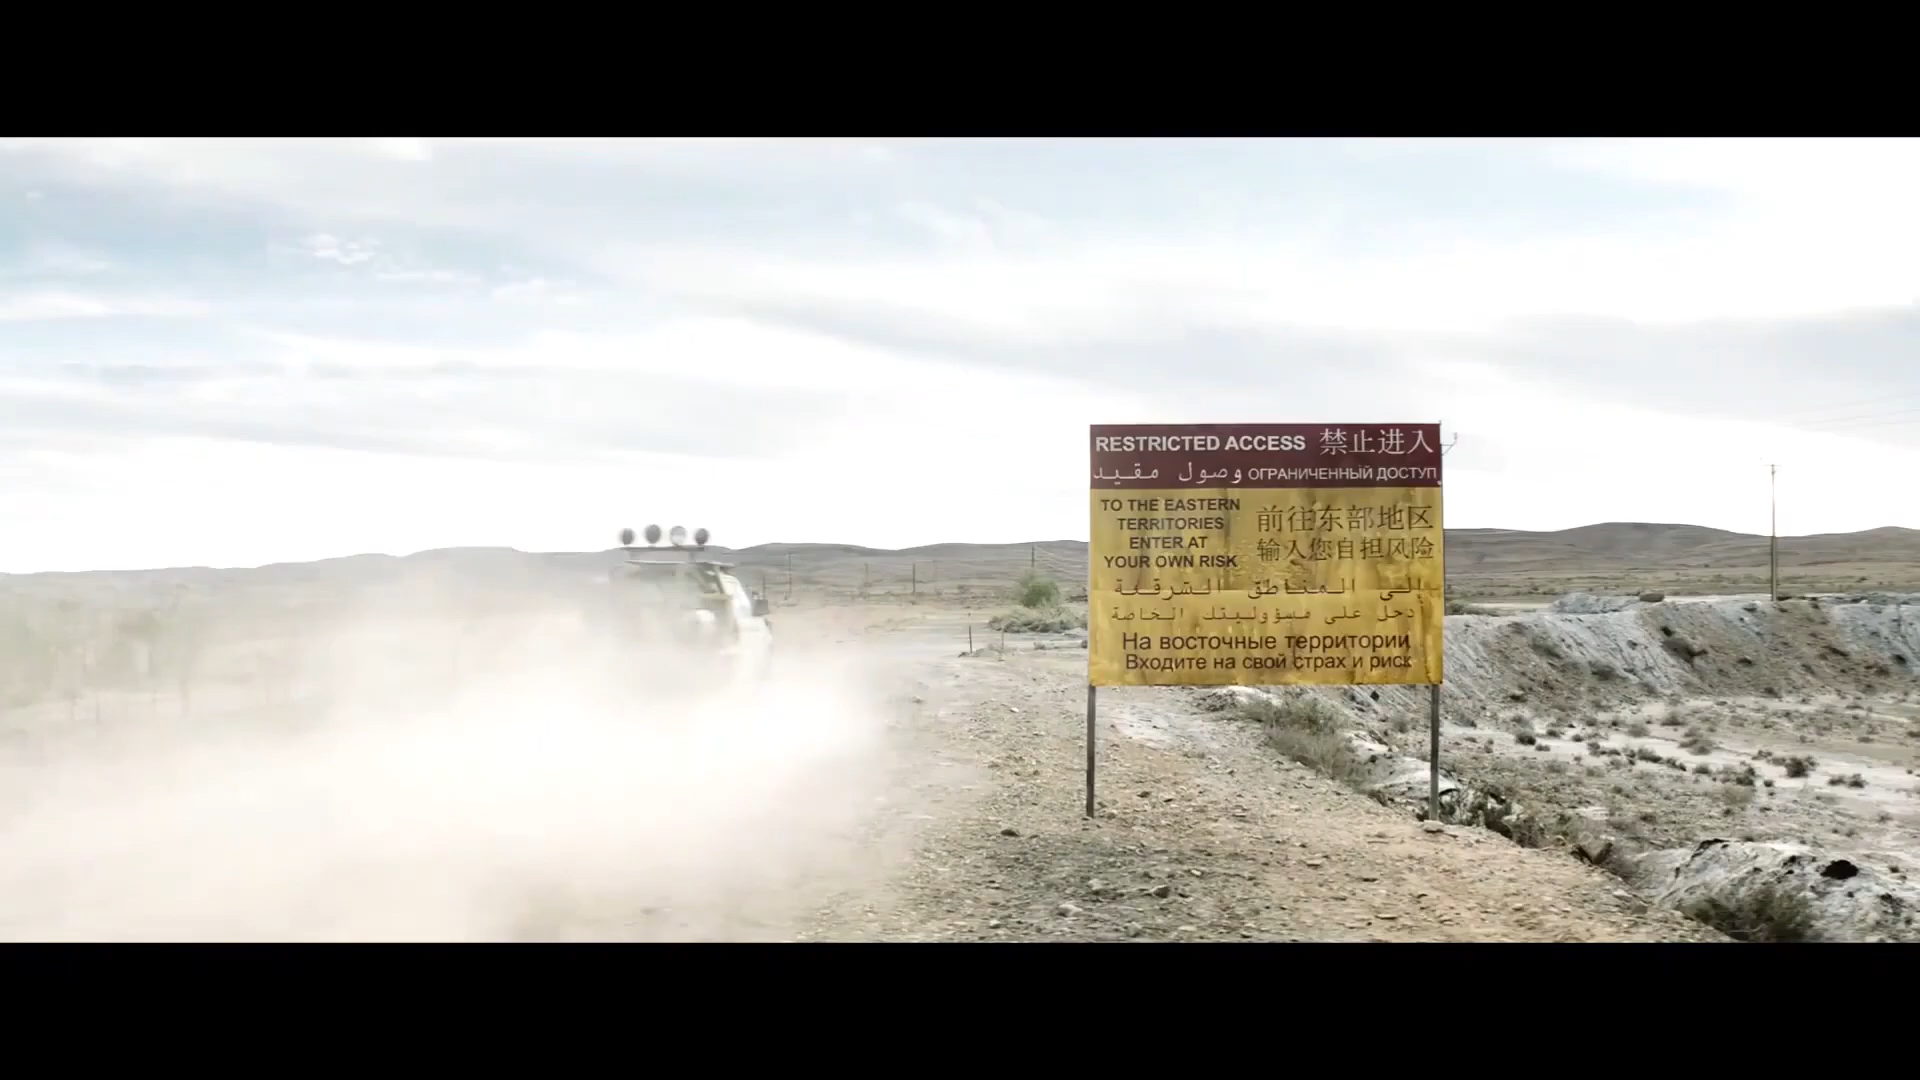 RESTRICTED ACCESS 禁止进入
وصول مقيد ОГРАНИЧЕННЫЙ ДОСТУП
TO THE EASTERN
TERRITORIES
ENTER AT
YOUR OWN RISK
前往东部地区
输入您自担风险
إلى المناطق الشرقية
أدخل على مسؤوليتك الخاصة
На восточные территории
Входите на свой страх и риск